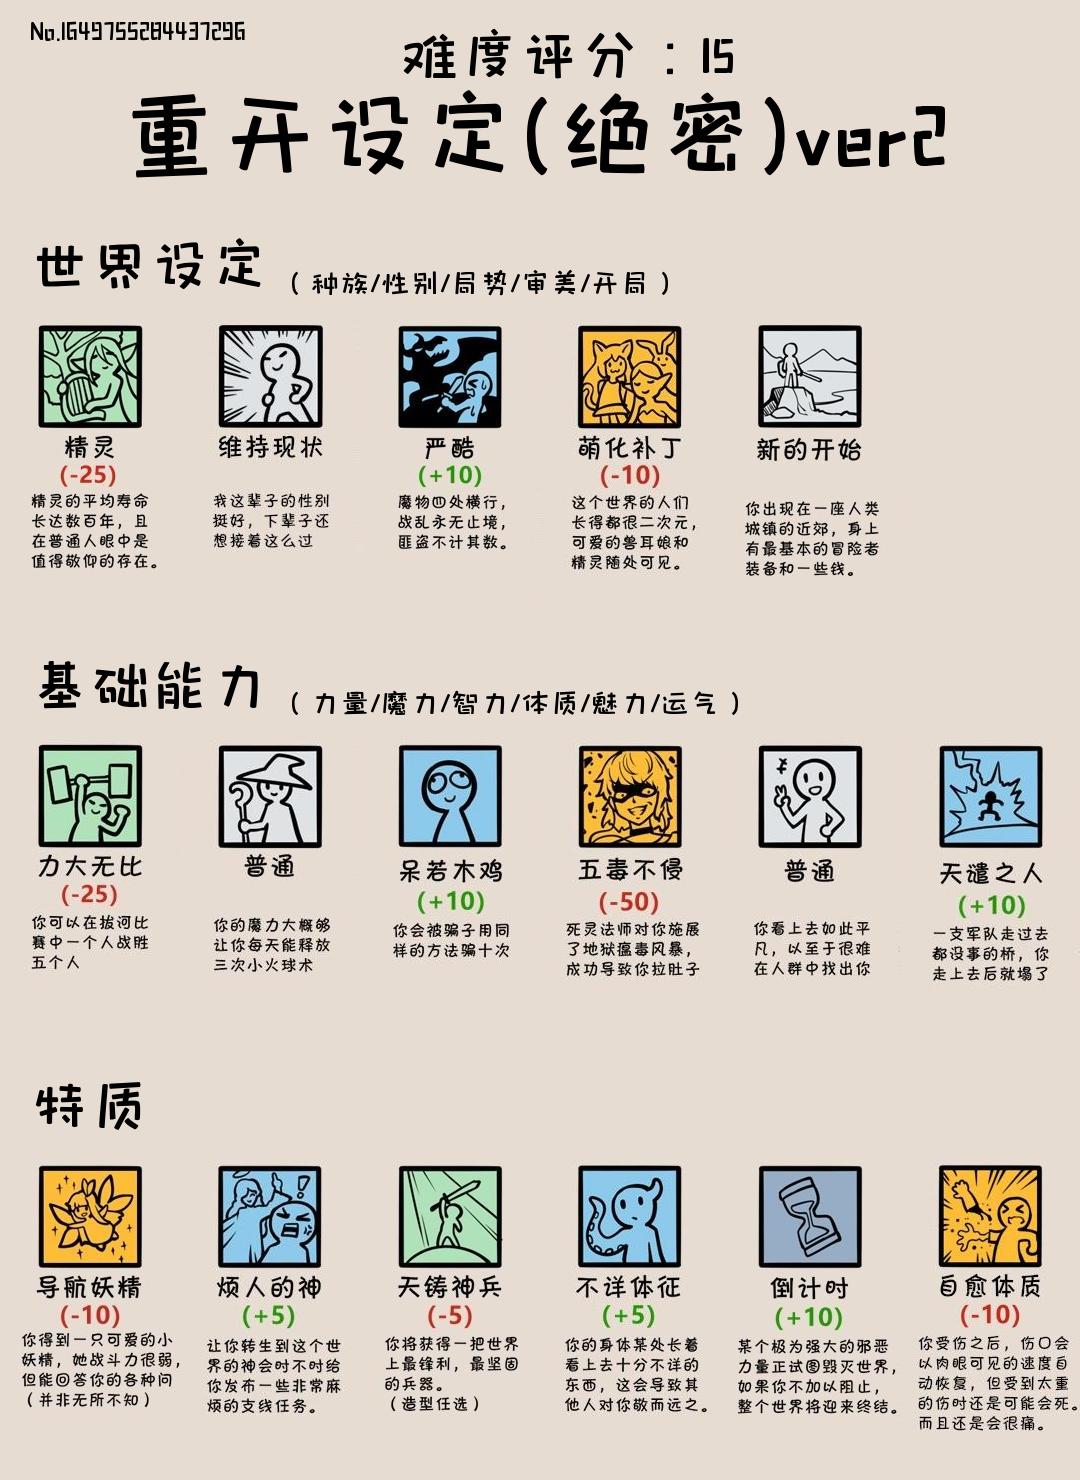 No.1649755284437296
难度评分：15
重开设定(绝密)ver2
世界设定（种族/性别/局势/审美/开局）
精灵
(-25)
精灵的平均寿命
长达数百年，且
在普通人眼中是
值得敬仰的存在。
维持现状
我这辈子的性别
挺好，下辈子还
想接着这么过
严酷
(+10)
魔物四处横行，
战乱永无止境，
匪盗不计其数。
萌化补丁
(-10)
这个世界的人们
长得都很二次元，
可爱的兽耳娘和
精灵随处可见。
新的开始
你出现在一座人类
城镇的近郊，身上
有最基本的冒险者
装备和一些钱。
基础能力（力量/魔力/智力/体质/魅力/运气）
力大无比
(-25)
你可以在拔河比
赛中一个人战胜
五个人
普通
你的魔力大概够
让你每天能释放
三次小火球术
呆若木鸡
(+10)
你会被骗子用同
样的方法骗十次
五毒不侵
(-50)
死灵法师对你施展
了地狱瘟毒风暴，
成功导致你拉肚子
普通
你看上去如此平
凡，以至于很难
在人群中找出你
天谴之人
(+10)
一支军队走过去
都没事的桥，你
走上去后就塌了
特质
导航妖精
(-10)
你得到一只可爱的小
妖精，她战斗力很弱，
但能回答你的各种问
（并非无所不知）
烦人的神
(+5)
让你转生到这个世
界的神会时不时给
你发布一些非常麻
烦的支线任务。
天铸神兵
(-5)
你将获得一把世界
上最锋利，最坚固
的兵器。
（造型任选）
不详体征
(+5)
你的身体某处长着
看上去十分不详的
东西，这会导致其
他人对你敬而远之。
倒计时
(+10)
某个极为强大的邪恶
力量正试图毁灭世界，
如果你不加以阻止，
整个世界将迎来终结。
自愈体质
(-10)
你受伤之后，伤口会
以肉眼可见的速度自
动恢复，但受到太重
的伤时还是可能会死。
而且还是会很痛。